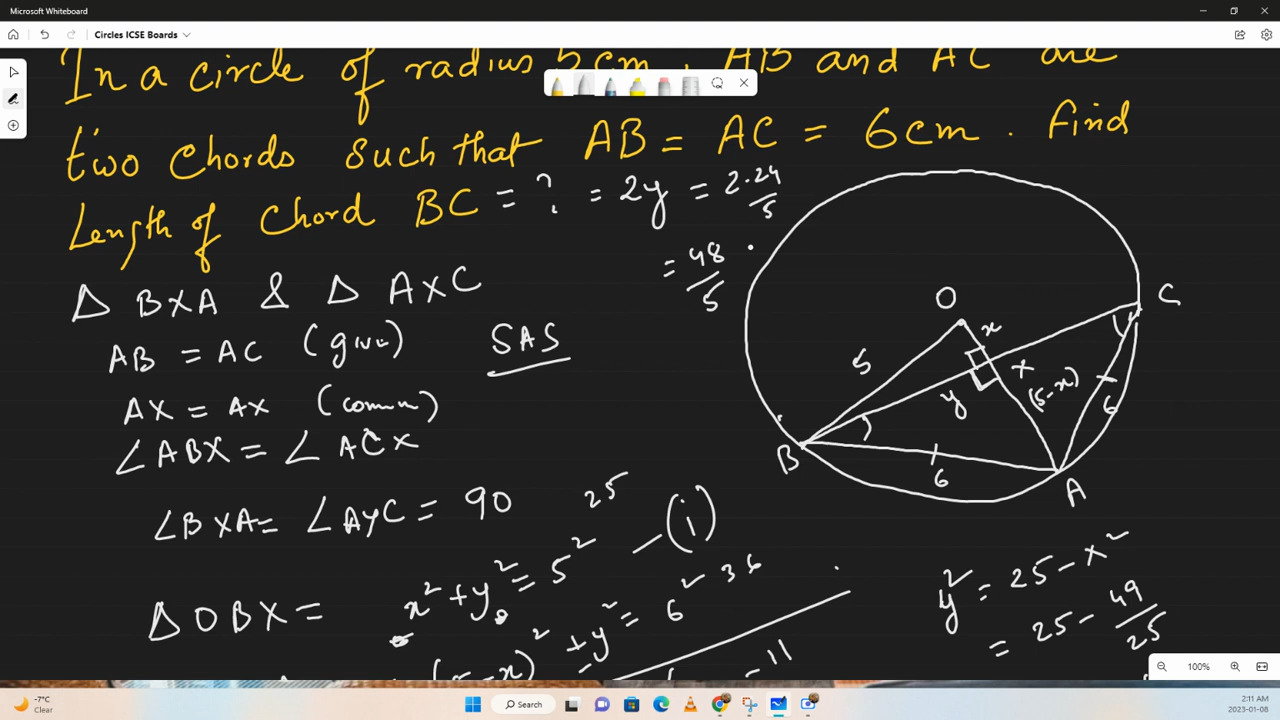 Microsoft Whiteboard
Circles ICSE Boards
In a circle of radius 5cm, AB and AC are
two Chords Such that AB = AC = 6cm. Find
Length of Chord BC = ? = 2y = 2.24/5
= 48/5
Δ BXA & Δ AXC
AB = AC (given) SAS
AX = AX (common)
∠ABX = ∠ACX
∠BXA = ∠AYC = 90
Δ OBX =
x² + y² = 5² 25 —(i)
-x)² + y² = 6² 36
-11
O
C
x
5
X
(5-x)
y
6
B
6
A
y² = 25 - x²
= 25 - 49/25
100%
-7°C
Clear
Search
2:11 AM
2023-01-08